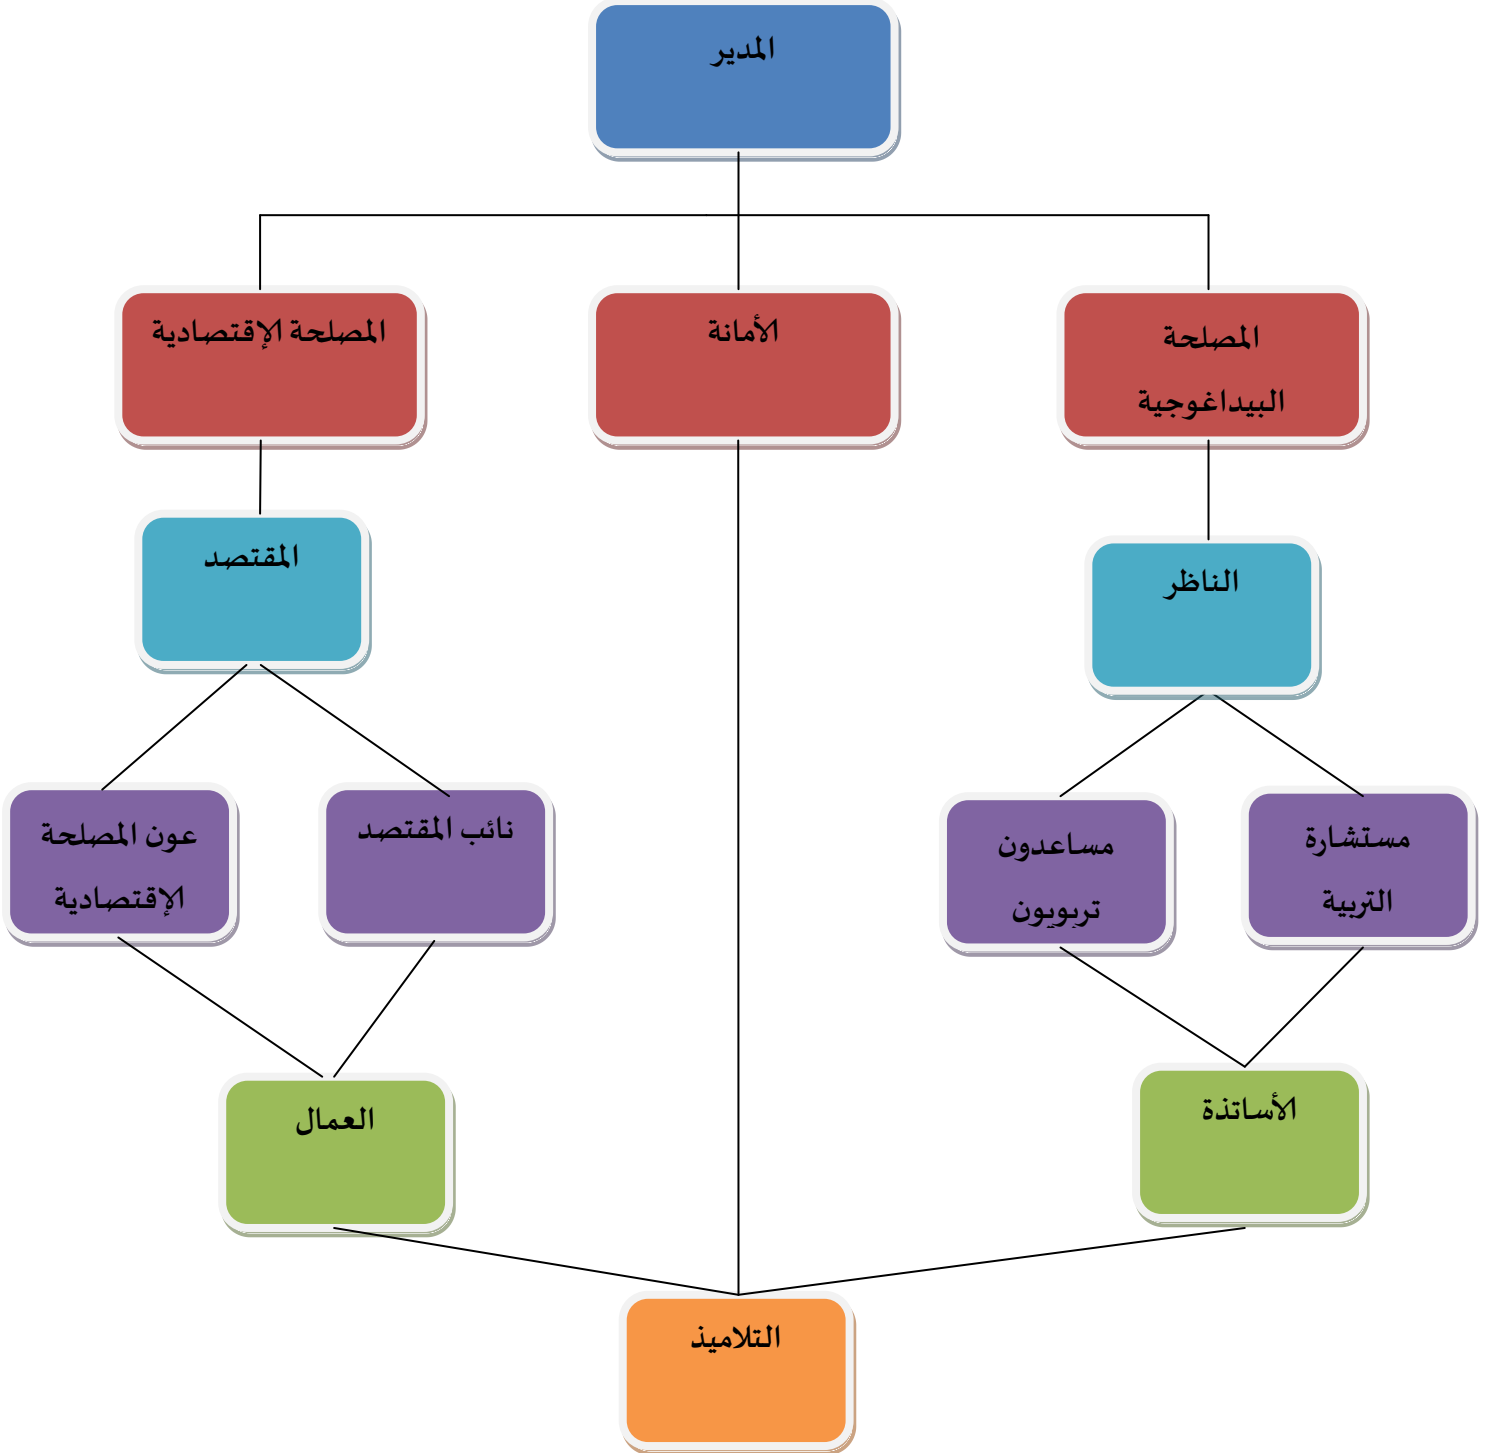 المدير
المصلحة
البيداغوجية
الأمانة
المصلحة الإقتصادية
الناظر
المقتصد
مستشارة
التربية
مساعدون
تربويون
نائب المقتصد
عون المصلحة
الإقتصادية
الأساتذة
العمال
التلاميذ